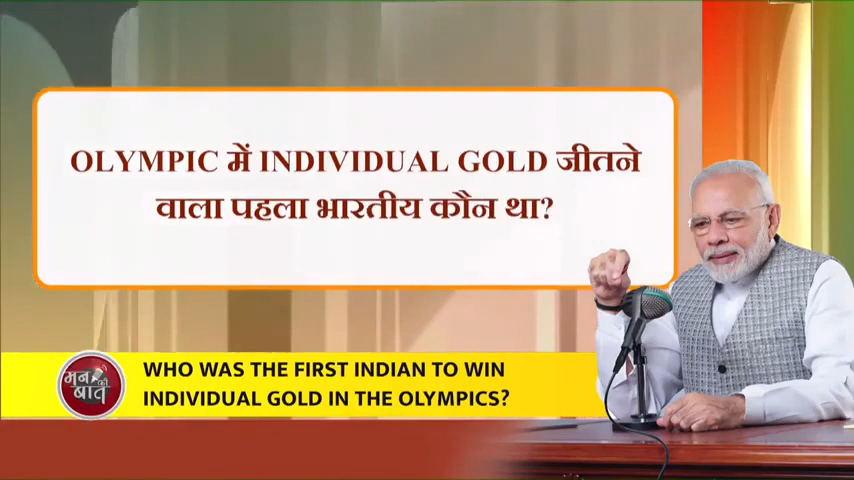 OLYMPIC में INDIVIDUAL GOLD जीतने
वाला पहला भारतीय कौन था?
मन
की
बात
WHO WAS THE FIRST INDIAN TO WIN
INDIVIDUAL GOLD IN THE OLYMPICS?